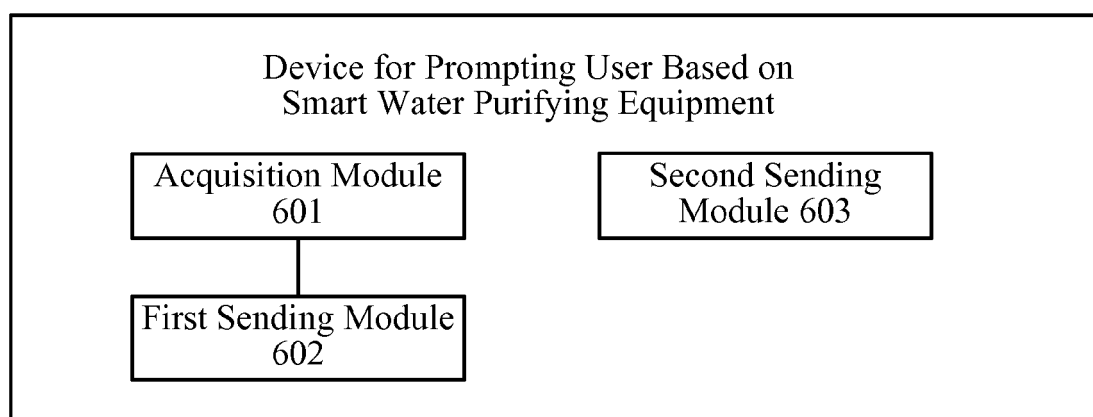 Device for Prompting User Based on
Smart Water Purifying Equipment
Acquisition Module
601
Second Sending
Module 603
First Sending Module
602